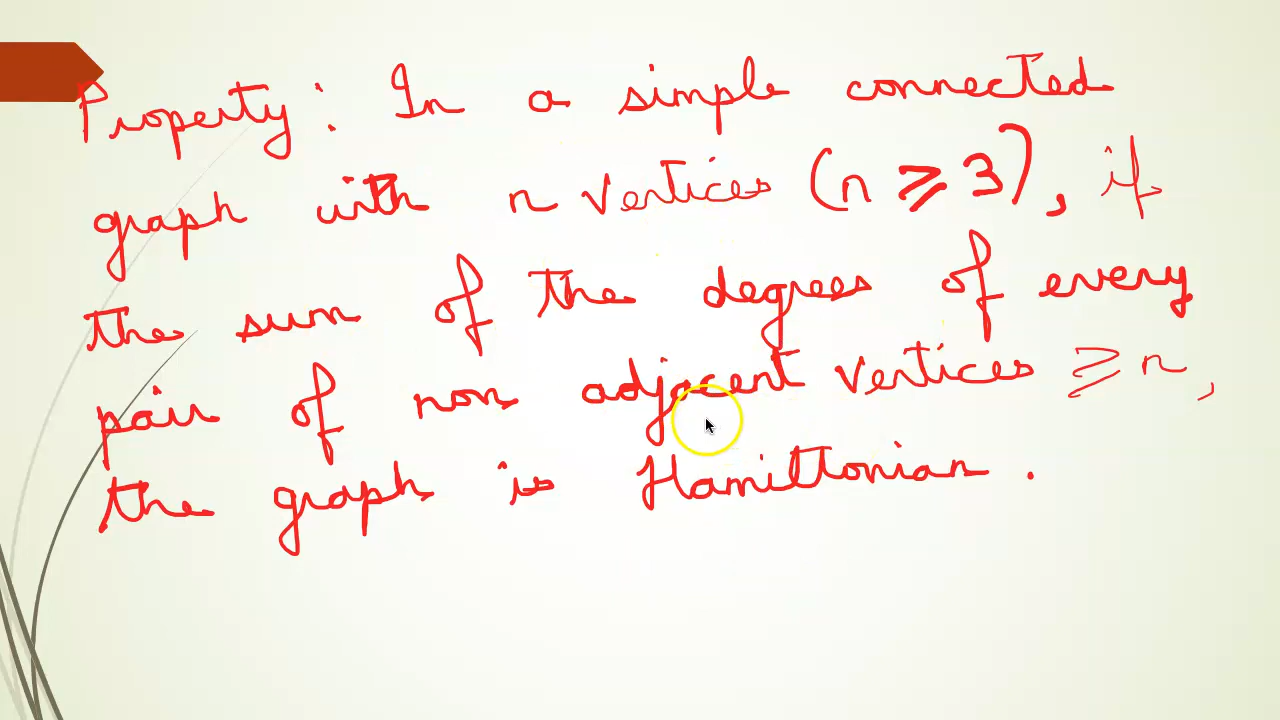 Property: In a simple connected
graph with n vertices (n ≥ 3), if
the sum of the degrees of every
pair of non adjacent vertices ≥ n,
the graph is Hamiltonian.